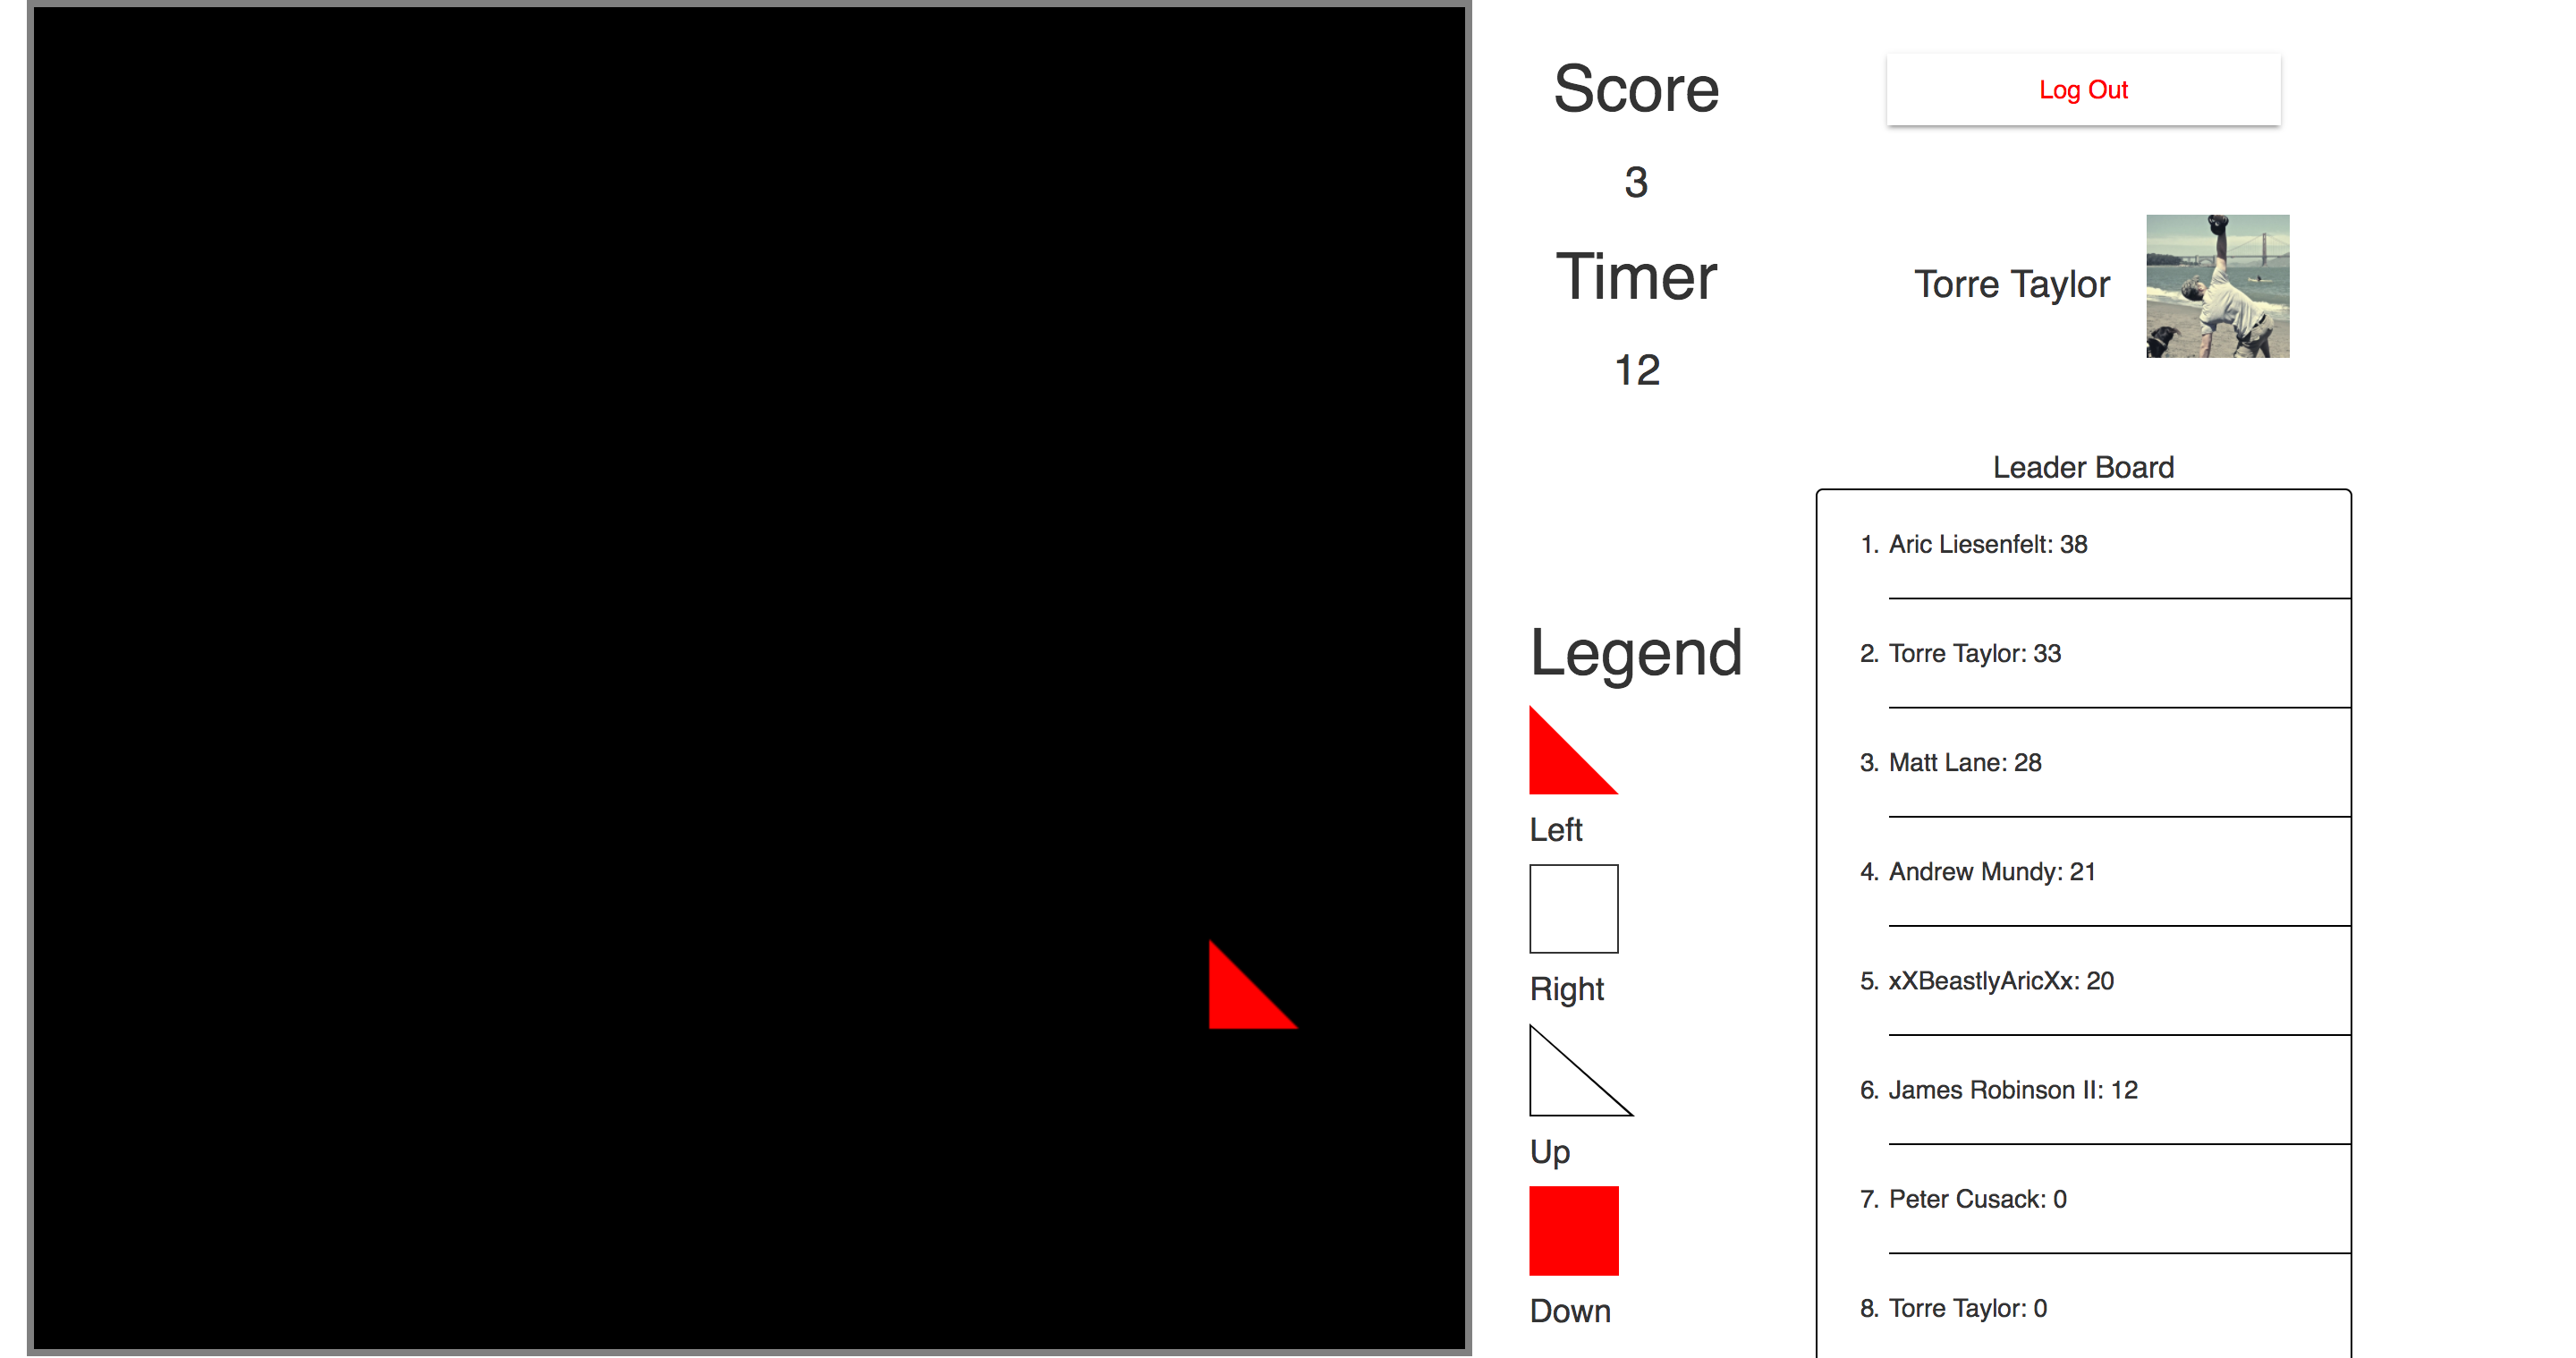 Score
3
Timer
12
Legend
Left
Right
Up
Down
Log Out
Torre Taylor
Leader Board
1. Aric Liesenfelt: 38
2. Torre Taylor: 33
3. Matt Lane: 28
4. Andrew Mundy: 21
5. xXBeastlyAricXx: 20
6. James Robinson II: 12
7. Peter Cusack: 0
8. Torre Taylor: 0